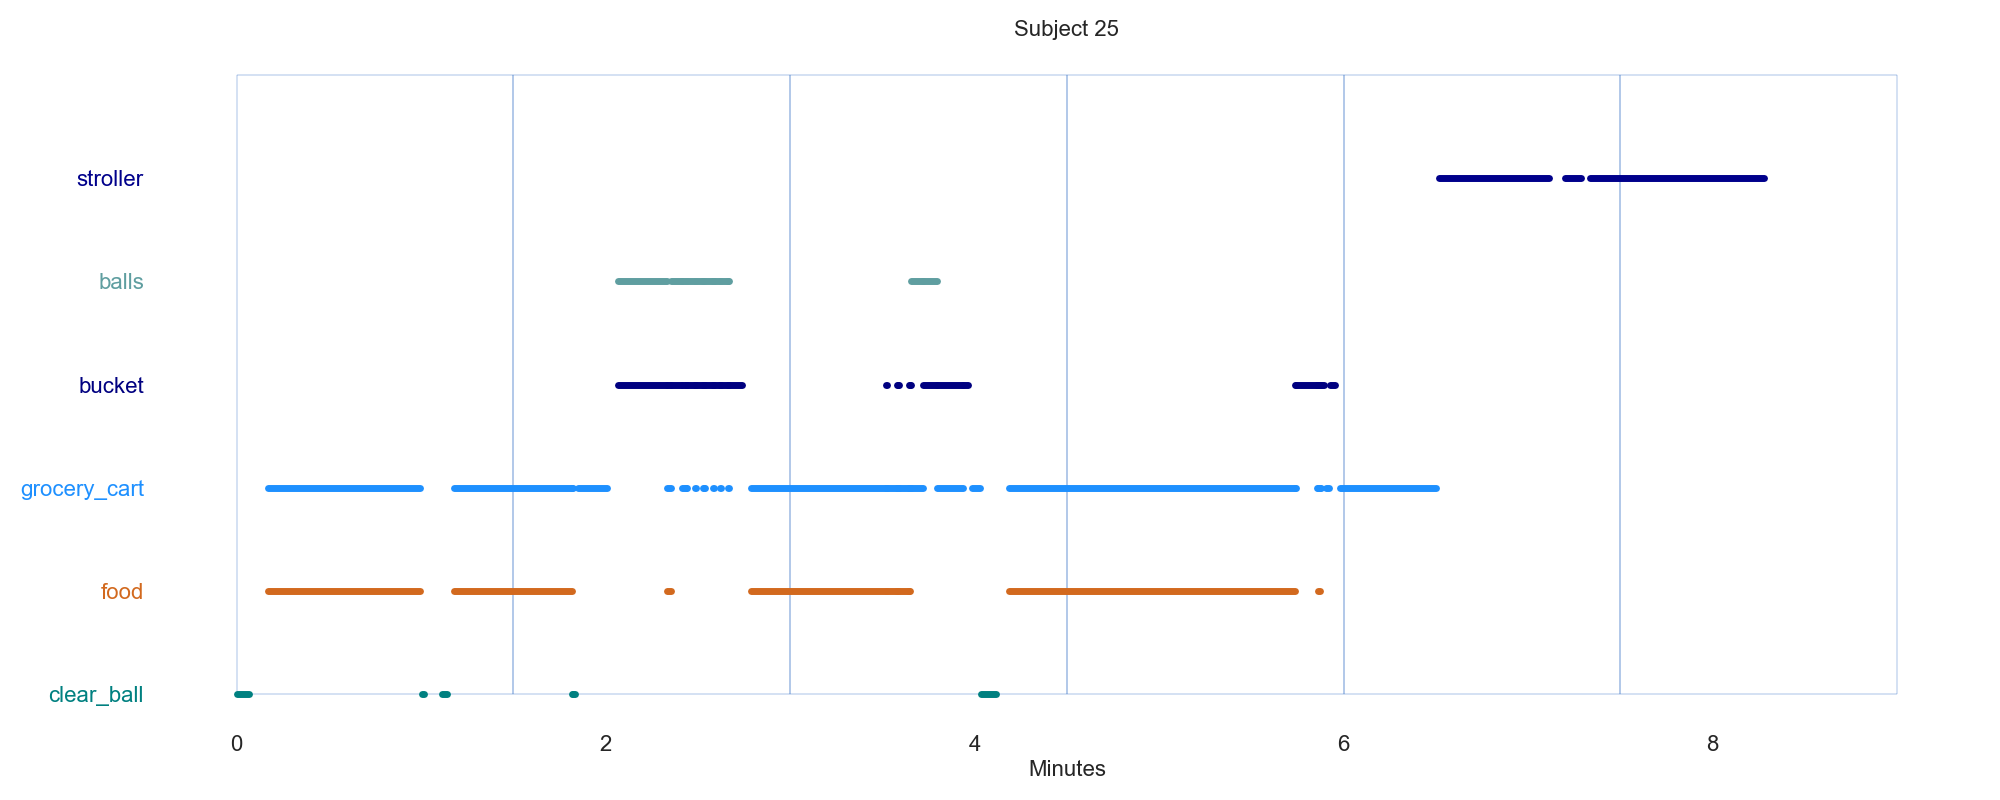 Subject 25
stroller
balls
bucket
grocery_cart
food
clear_ball
0 2 4 6 8
Minutes